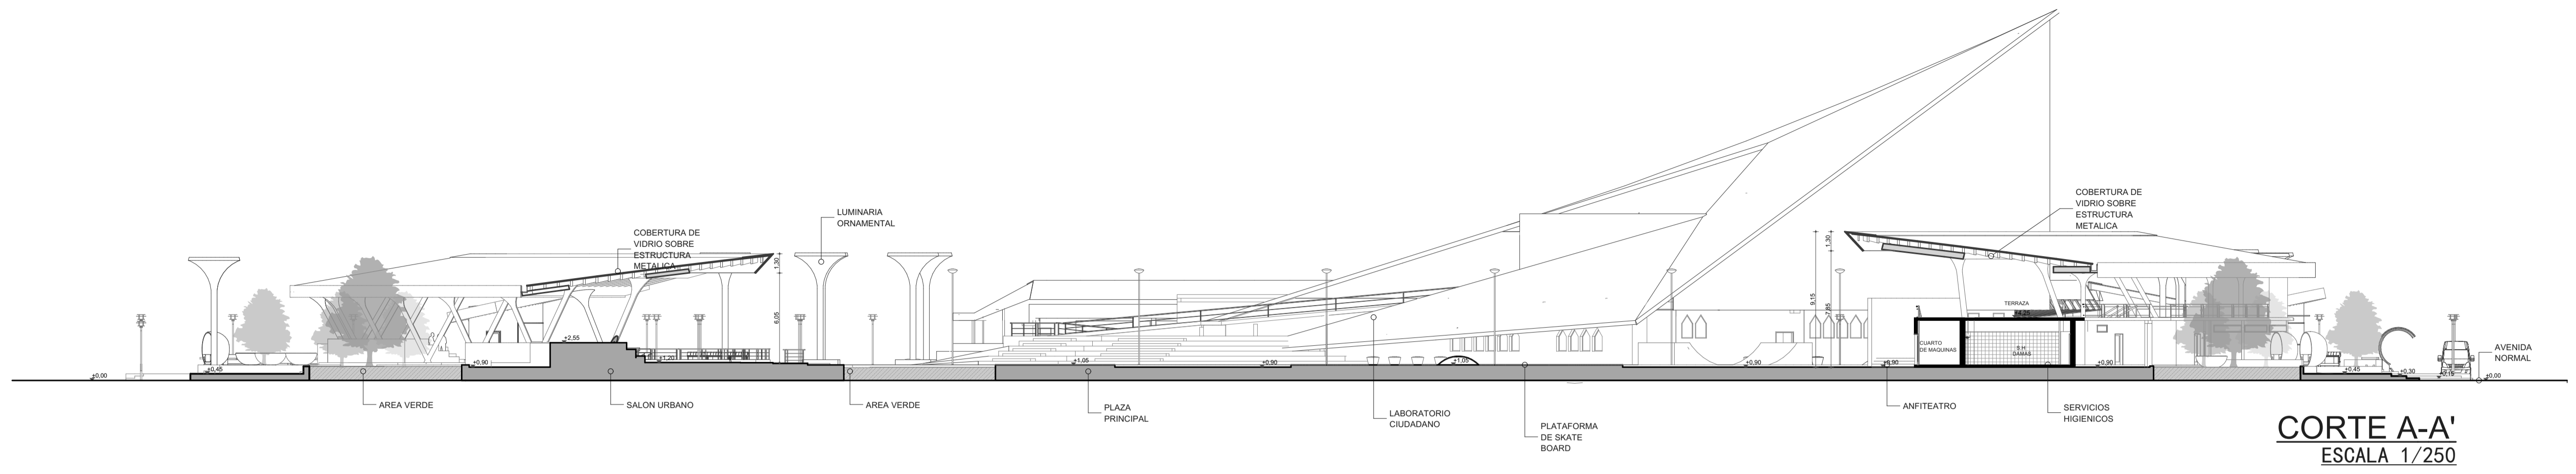 LUMINARIA
ORNAMENTAL
COBERTURA DE
VIDRIO SOBRE
ESTRUCTURA
METALICA
COBERTURA DE
VIDRIO SOBRE
ESTRUCTURA
METALICA
1,30
6,05
1,30
9,15
7,85
TERRAZA
+4,25
CUARTO
DE MAQUINAS
S.H
DAMAS
±0,00
+0,45
+0,90
+2,55
+1,20
+1,05
+0,90
+1,05
+0,90
+0,90
+0,90
+0,45
+0,30
+0,15
±0,00
AVENIDA
NORMAL
AREA VERDE
SALON URBANO
AREA VERDE
PLAZA
PRINCIPAL
LABORATORIO
CIUDADANO
PLATAFORMA
DE SKATE
BOARD
ANFITEATRO
SERVICIOS
HIGIENICOS
CORTE A-A'
ESCALA 1/250